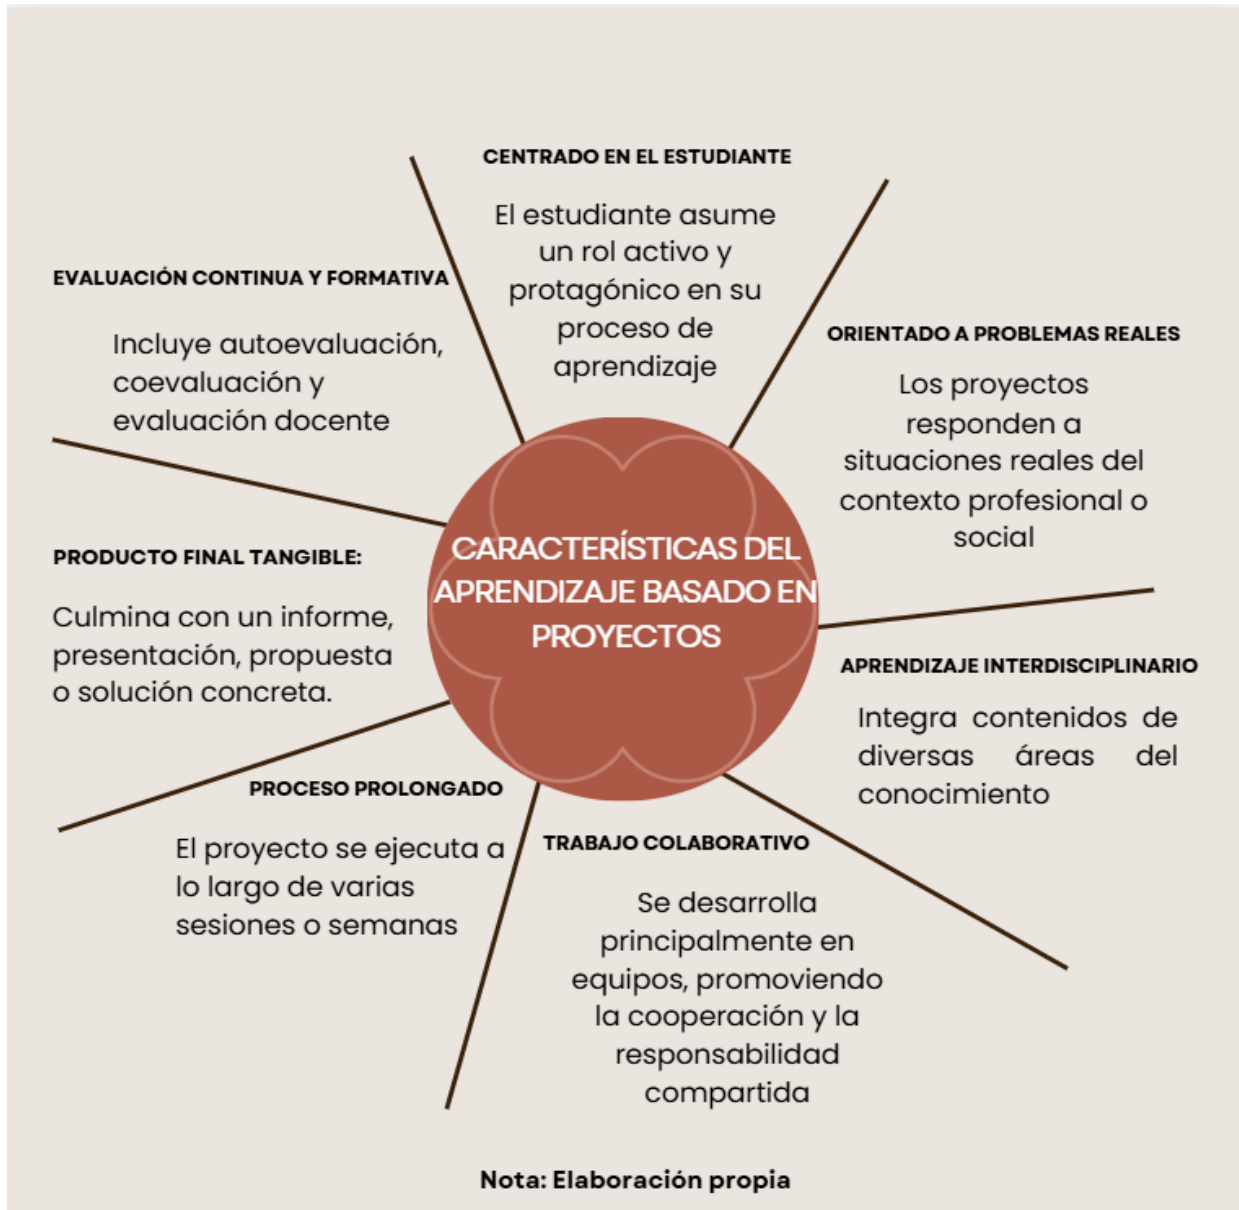 CENTRADO EN EL ESTUDIANTE
El estudiante asume
un rol activo y
protagónico en su
proceso de
aprendizaje
ORIENTADO A PROBLEMAS REALES
Los proyectos
responden a
situaciones reales del
contexto profesional o
social
APRENDIZAJE INTERDISCIPLINARIO
Integra contenidos de
diversas áreas del
conocimiento
TRABAJO COLABORATIVO
Se desarrolla
principalmente en
equipos, promoviendo
la cooperación y la
responsabilidad
compartida
PROCESO PROLONGADO
El proyecto se ejecuta a
lo largo de varias
sesiones o semanas
PRODUCTO FINAL TANGIBLE:
Culmina con un informe,
presentación, propuesta
o solución concreta.
EVALUACIÓN CONTINUA Y FORMATIVA
Incluye autoevaluación,
coevaluación y
evaluación docente
CARACTERÍSTICAS DEL
APRENDIZAJE BASADO EN
PROYECTOS
Nota: Elaboración propia